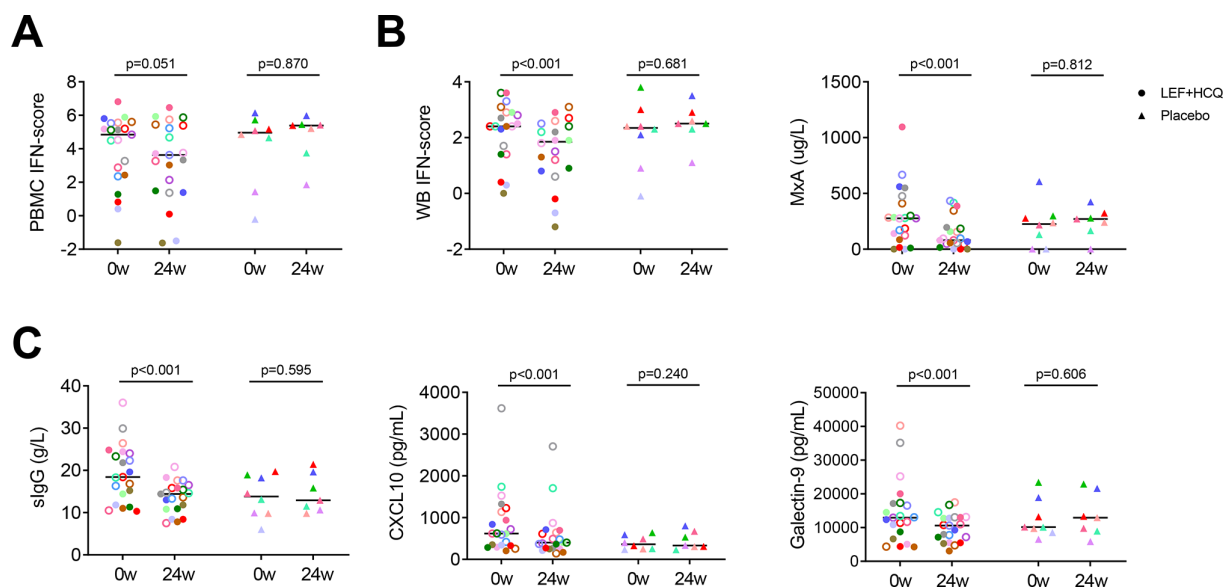 A
p=0.051
p=0.870
PBMC IFN-score
8
6
4
2
0
-2
0w
24w
0w
24w
B
p<0.001
p=0.681
WB IFN-score
4
2
0
-2
0w
24w
0w
24w
p<0.001
p=0.812
MxA (ug/L)
1500
1000
500
0
0w
24w
0w
24w
LEF+HCQ
Placebo
C
p<0.001
p=0.595
sIgG (g/L)
40
30
20
10
0
0w
24w
0w
24w
p<0.001
p=0.240
CXCL10 (pg/mL)
4000
3000
2000
1000
0
0w
24w
0w
24w
p<0.001
p=0.606
Galectin-9 (pg/mL)
50000
40000
30000
20000
10000
0
0w
24w
0w
24w